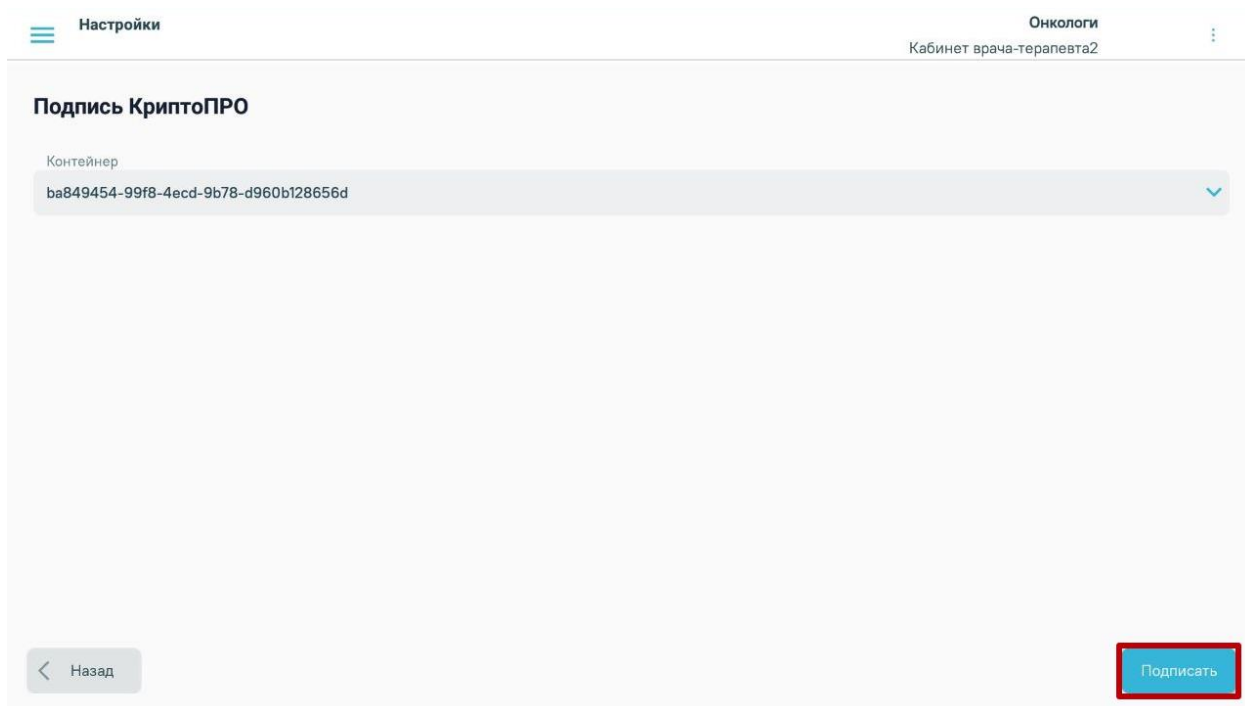 Настройки
Онкологи
Кабинет врача-терапевта2
Подпись КриптоПРО
Контейнер
ba849454-99f8-4ecd-9b78-d960b128656d
Назад
Подписать